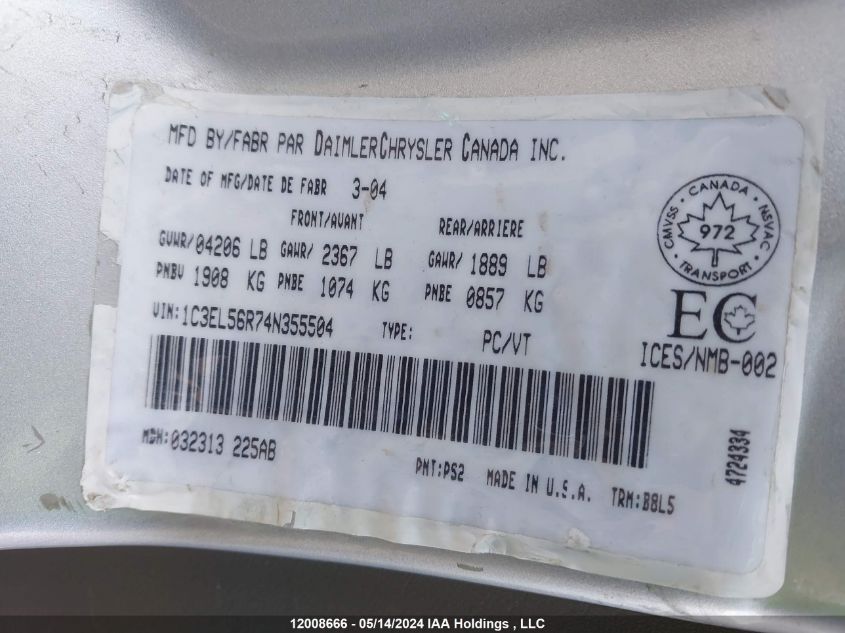 MFD BY/FABR PAR DAIMLERCHRYSLER CANADA INC.
DATE OF MFG/DATE DE FABR 3-04
FRONT/AVANT REAR/ARRIERE
GVWR/04206 LB GAWR/ 2367 LB GAWR/ 1889 LB
PNBV 1908 KG PNBE 1074 KG PNBE 0857 KG
VIN:1C3EL56R74N355504 TYPE: PC/VT
CANADA
CMVSS 972 NSVAC
TRANSPORT
EC
ICES/NMB-002
MDH:032313 225AB
PNT:PS2 MADE IN U.S.A. TRM:B8L5
4724334
12008666 - 05/14/2024 IAA Holdings , LLC